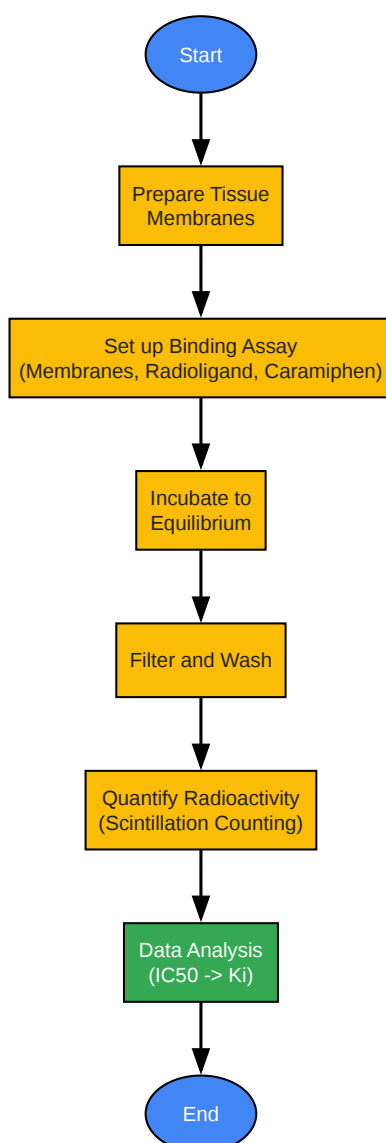 Start
Prepare Tissue
Membranes
Set up Binding Assay
(Membranes, Radioligand, Caramiphen)
Incubate to
Equilibrium
Filter and Wash
Quantify Radioactivity
(Scintillation Counting)
Data Analysis
(IC50 -> Ki)
End